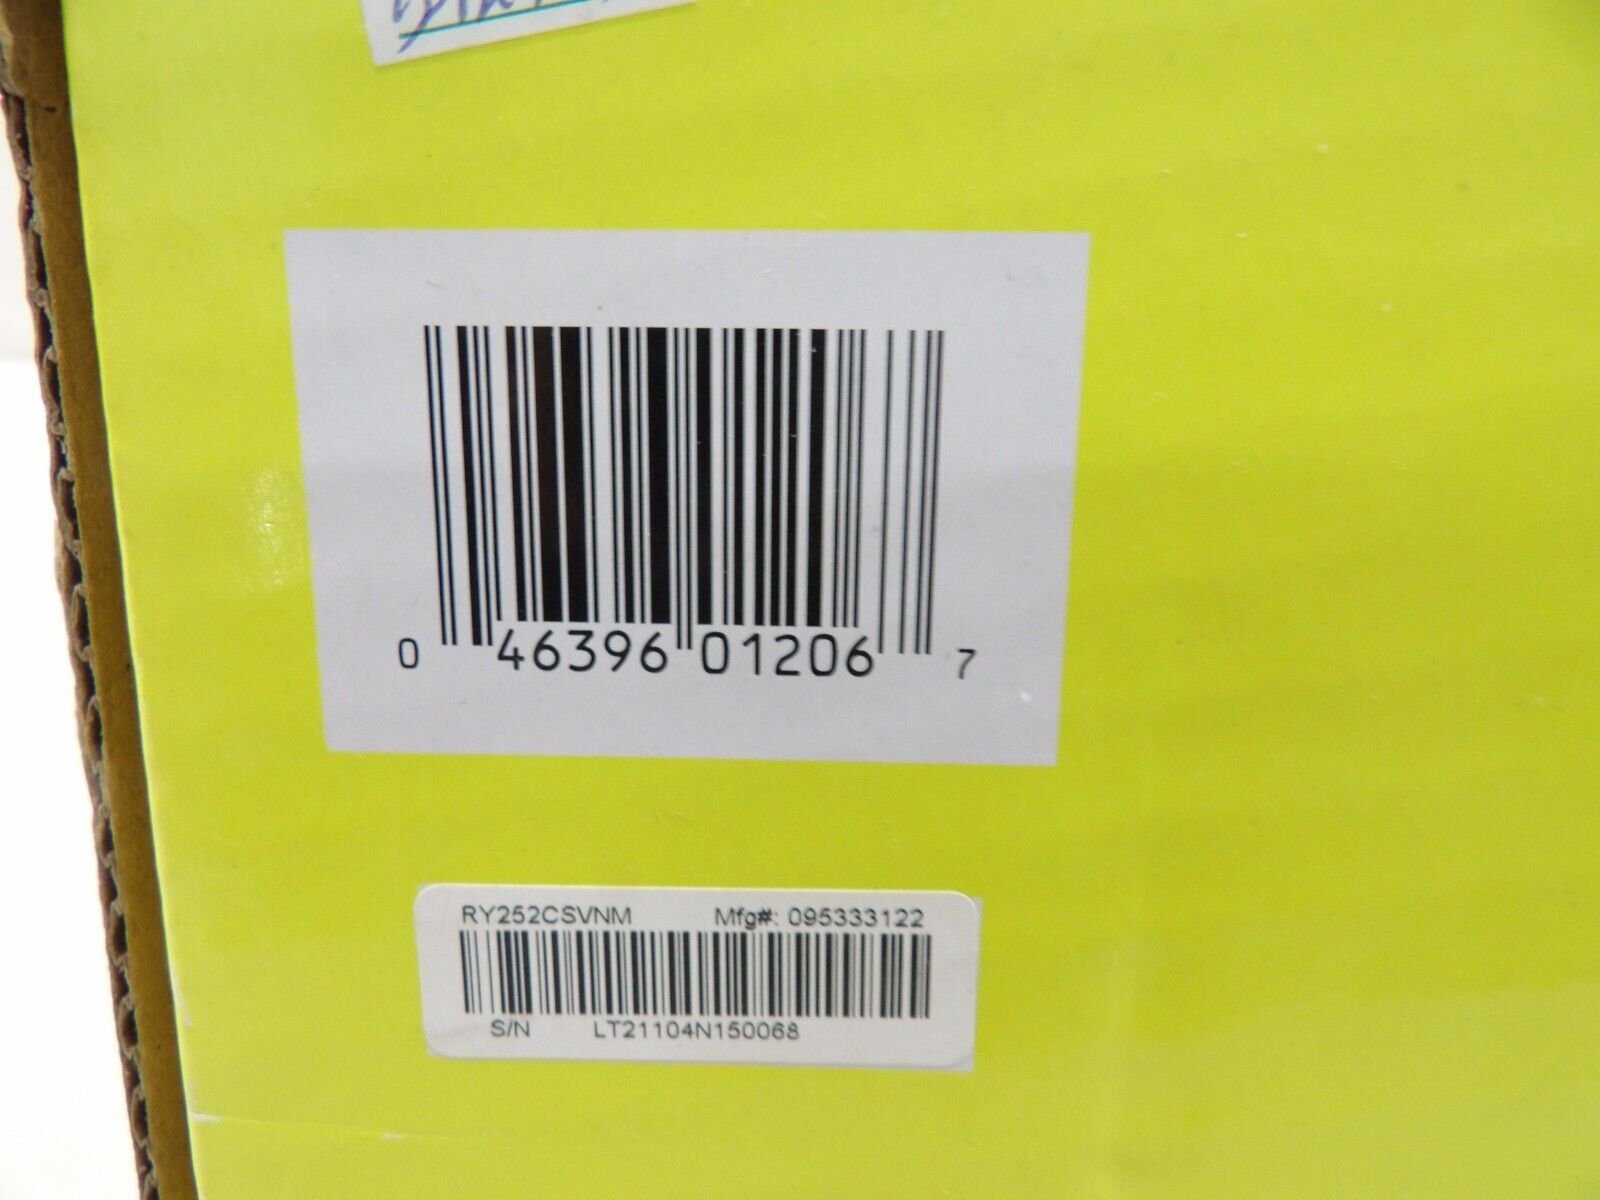 0 46396 01206 7
RY252CSVNM Mfg#: 095333122
S/N LT21104N150068